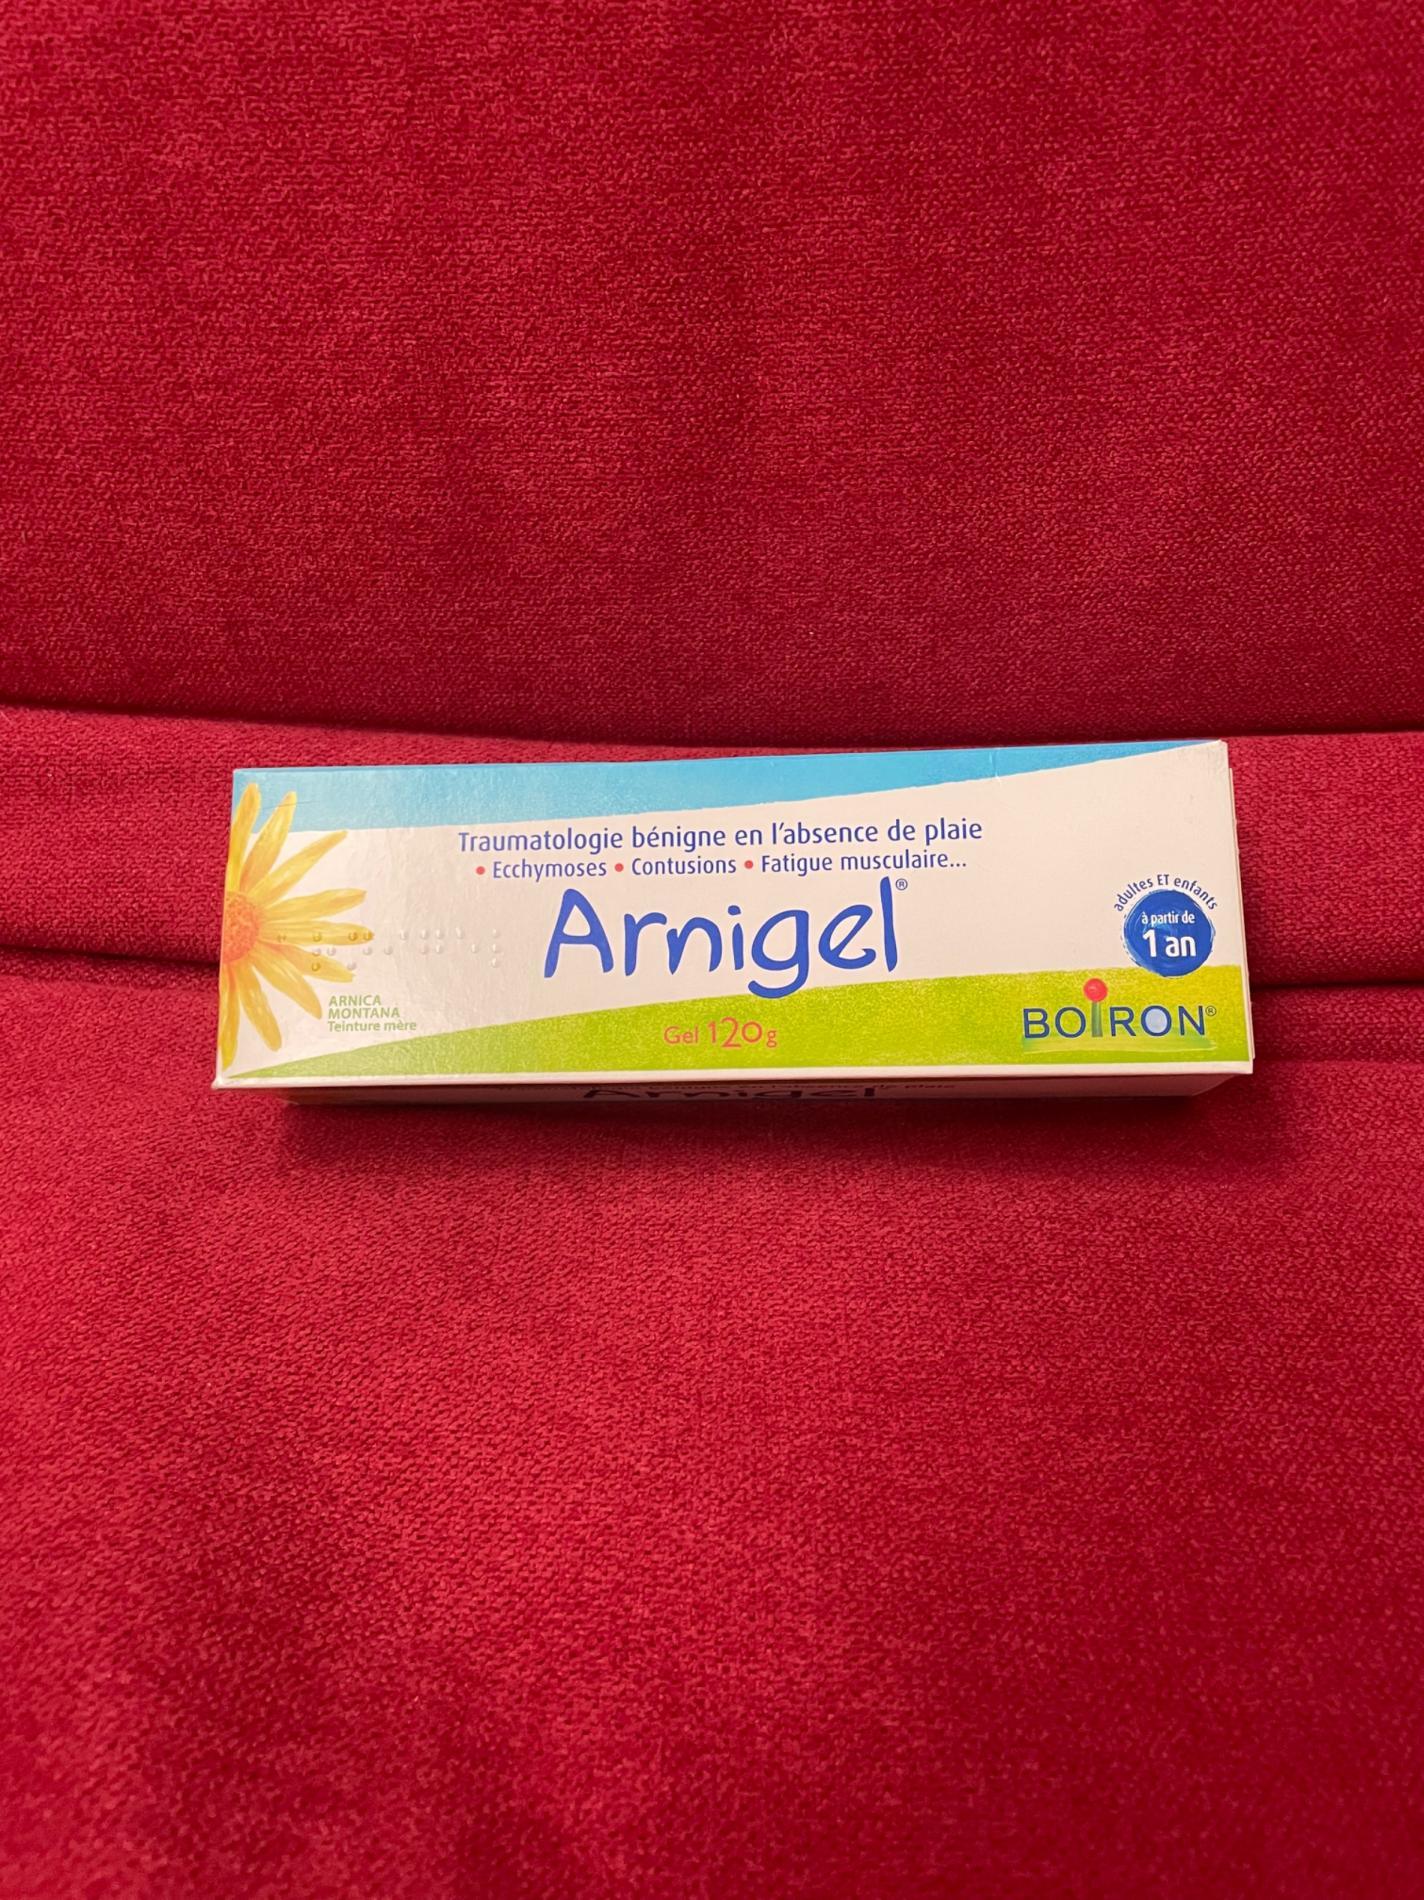 Traumatologie bénigne en l'absence de plaie
• Ecchymoses • Contusions • Fatigue musculaire...
Arnigel®
adultes ET enfants
à partir de
1 an
ARNICA
MONTANA
Teinture mère
Gel 120g
BOIRON®
Arnigel